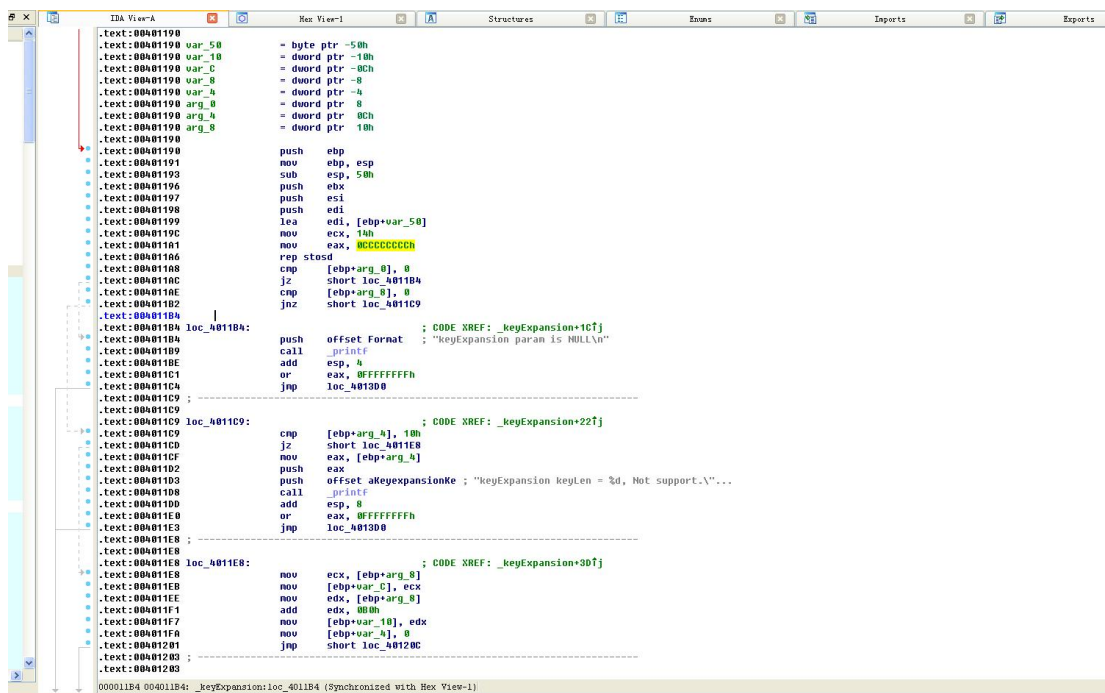 IDA View-A Hex View-1 Structures Enums Imports Exports
.text:00401190
.text:00401190 var_50 = byte ptr -50h
.text:00401190 var_10 = dword ptr -10h
.text:00401190 var_C = dword ptr -0Ch
.text:00401190 var_8 = dword ptr -8
.text:00401190 var_4 = dword ptr -4
.text:00401190 arg_0 = dword ptr 8
.text:00401190 arg_4 = dword ptr 0Ch
.text:00401190 arg_8 = dword ptr 10h
.text:00401190
.text:00401190 push ebp
.text:00401191 mov ebp, esp
.text:00401193 sub esp, 50h
.text:00401196 push ebx
.text:00401197 push esi
.text:00401198 push edi
.text:00401199 lea edi, [ebp+var_50]
.text:0040119C mov ecx, 14h
.text:004011A1 mov eax, 0CCCCCCCCh
.text:004011A6 rep stosd
.text:004011A8 cmp [ebp+arg_0], 0
.text:004011AC jz short loc_4011B4
.text:004011AE cmp [ebp+arg_8], 0
.text:004011B2 jnz short loc_4011C9
.text:004011B4
.text:004011B4 loc_4011B4: ; CODE XREF: _keyExpansion+1C↑j
.text:004011B4 push offset Format ; "keyExpansion param is NULL\n"
.text:004011B9 call _printf
.text:004011BE add esp, 4
.text:004011C1 or eax, 0FFFFFFFFh
.text:004011C4 jmp loc_4013D0
.text:004011C9 ; ---------------------------------------------------------------------------
.text:004011C9
.text:004011C9 loc_4011C9: ; CODE XREF: _keyExpansion+22↑j
.text:004011C9 cmp [ebp+arg_4], 10h
.text:004011CD jz short loc_4011E8
.text:004011CF mov eax, [ebp+arg_4]
.text:004011D2 push eax
.text:004011D3 push offset aKeyexpansionKe ; "keyExpansion keyLen = %d, Not support.\"...
.text:004011D8 call _printf
.text:004011DD add esp, 8
.text:004011E0 or eax, 0FFFFFFFFh
.text:004011E3 jmp loc_4013D0
.text:004011E8 ; ---------------------------------------------------------------------------
.text:004011E8
.text:004011E8 loc_4011E8: ; CODE XREF: _keyExpansion+3D↑j
.text:004011E8 mov ecx, [ebp+arg_8]
.text:004011EB mov [ebp+var_C], ecx
.text:004011EE mov edx, [ebp+arg_8]
.text:004011F1 add edx, 0B0h
.text:004011F7 mov [ebp+var_10], edx
.text:004011FA mov [ebp+var_4], 0
.text:00401201 jmp short loc_40120C
.text:00401203 ; ---------------------------------------------------------------------------
.text:00401203
000011B4 004011B4: _keyExpansion:loc_4011B4 (Synchronized with Hex View-1)